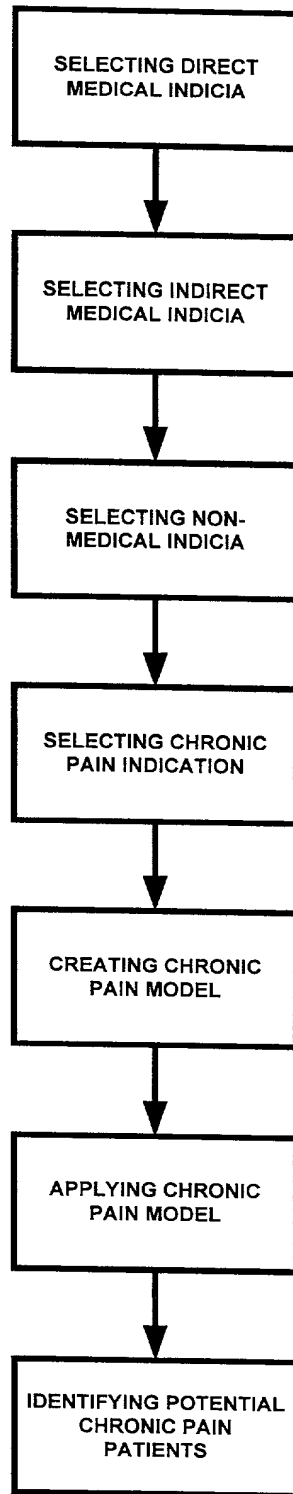 SELECTING DIRECT
MEDICAL INDICIA
SELECTING INDIRECT
MEDICAL INDICIA
SELECTING NON-
MEDICAL INDICIA
SELECTING CHRONIC
PAIN INDICATION
CREATING CHRONIC
PAIN MODEL
APPLYING CHRONIC
PAIN MODEL
IDENTIFYING POTENTIAL
CHRONIC PAIN
PATIENTS